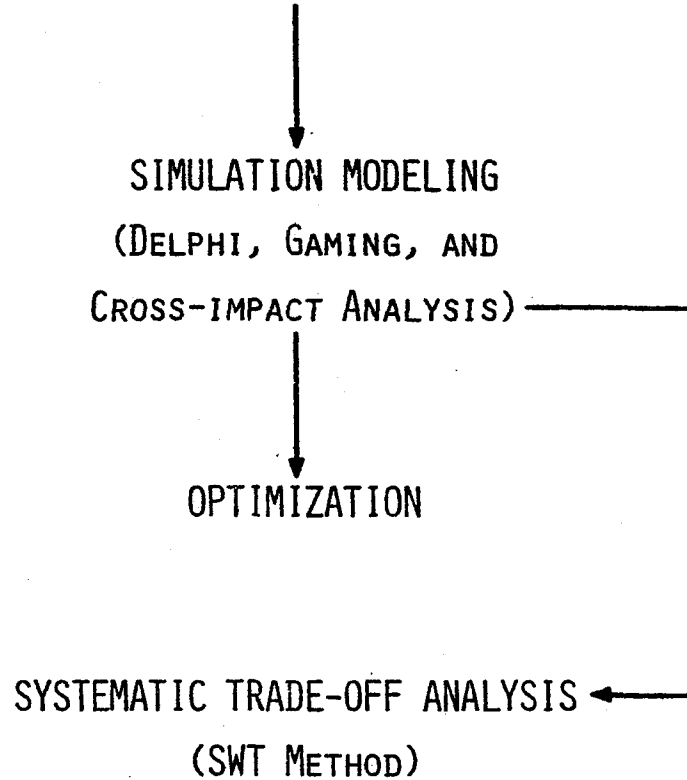 SIMULATION MODELING
(DELPHI, GAMING, AND
CROSS-IMPACT ANALYSIS)
OPTIMIZATION
SYSTEMATIC TRADE-OFF ANALYSIS
(SWT METHOD)